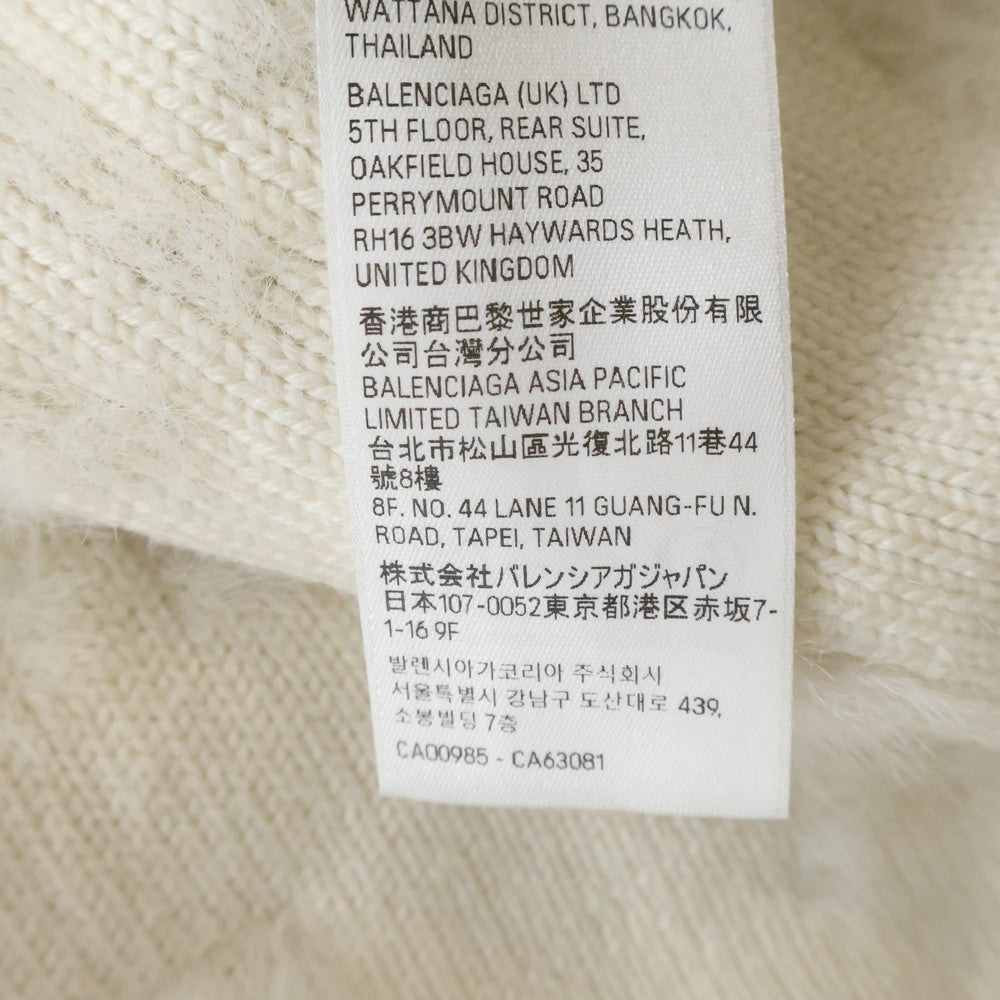 WATTANA DISTRICT, BANGKOK,
THAILAND
BALENCIAGA (UK) LTD
5TH FLOOR, REAR SUITE,
OAKFIELD HOUSE, 35
PERRYMOUNT ROAD
RH16 3BW HAYWARDS HEATH,
UNITED KINGDOM
香港商巴黎世家企業股份有限
公司台灣分公司
BALENCIAGA ASIA PACIFIC
LIMITED TAIWAN BRANCH
台北市松山區光復北路11巷44
號8樓
8F. NO. 44 LANE 11 GUANG-FU N.
ROAD, TAPEI, TAIWAN
株式会社バレンシアガジャパン
日本107-0052東京都港区赤坂7-
1-16 9F
발렌시아가코리아 주식회사
서울특별시 강남구 도산대로 439,
소봉빌딩 7층
CA00985 - CA63081